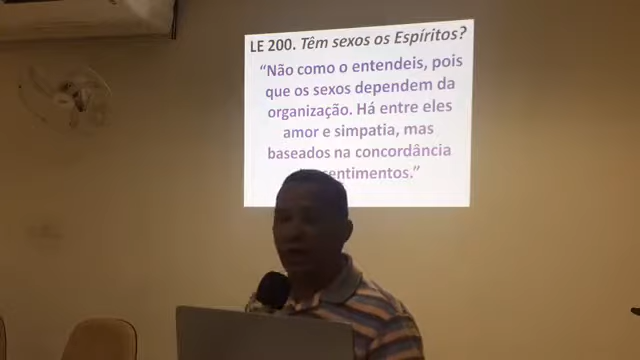 LE 200. Têm sexos os Espíritos?
“Não como o entendeis, pois
que os sexos dependem da
organização. Há entre eles
amor e simpatia, mas
baseados na concordância
sentimentos.”